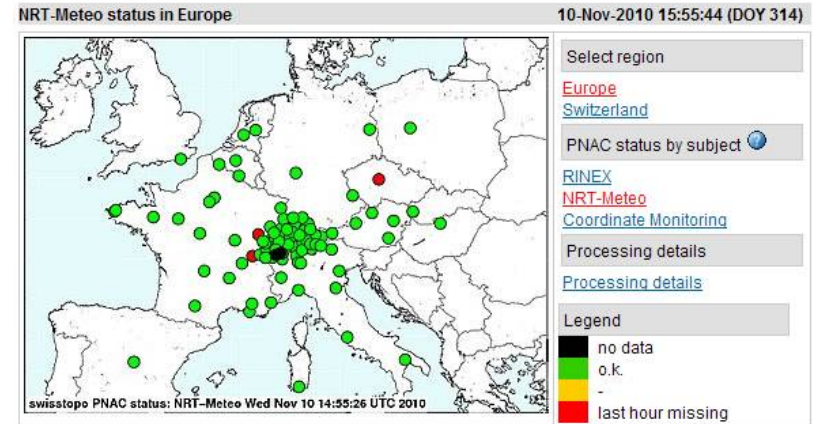 NRT-Meteo status in Europe
10-Nov-2010 15:55:44 (DOY 314)
swisstopo PNAC status: NRT-Meteo Wed Nov 10 14:55:26 UTC 2010
Select region
Europe
Switzerland
PNAC status by subject
RINEX
NRT-Meteo
Coordinate Monitoring
Processing details
Processing details
Legend
no data
o.k.
-
last hour missing